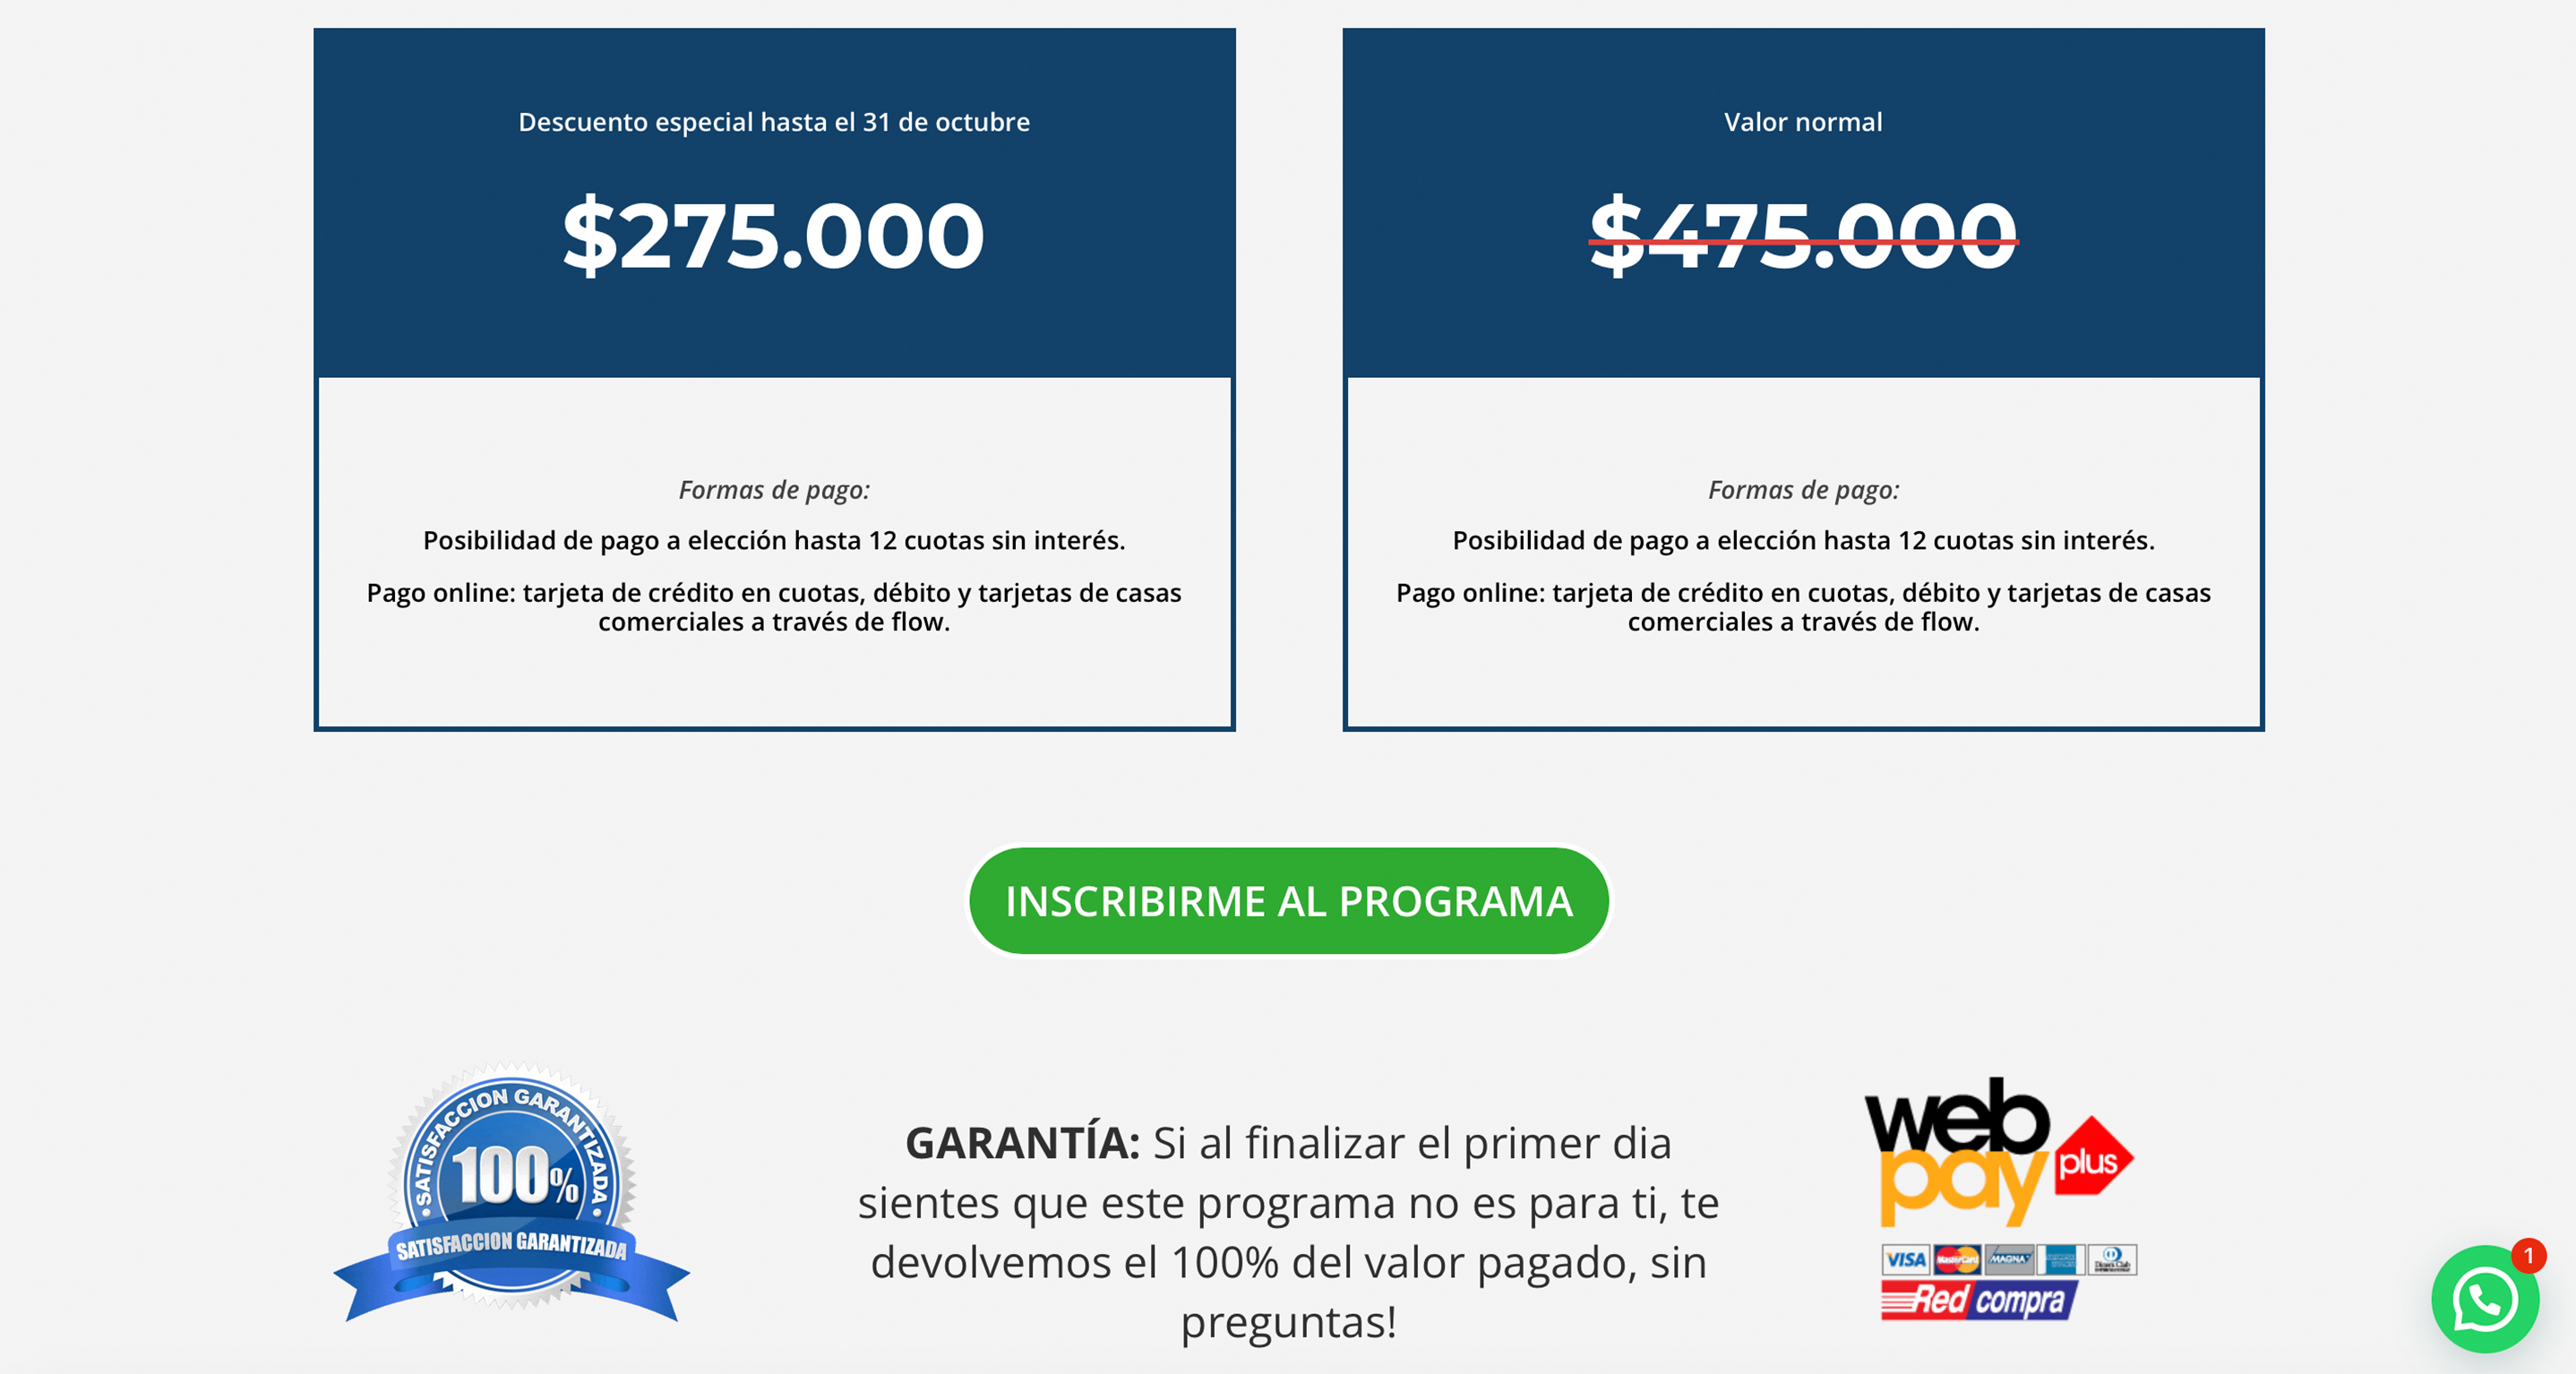 Descuento especial hasta el 31 de octubre
$275.000
Formas de pago:
Posibilidad de pago a elección hasta 12 cuotas sin interés.
Pago online: tarjeta de crédito en cuotas, débito y tarjetas de casas
comerciales a través de flow.
Valor normal
$475.000
Formas de pago:
Posibilidad de pago a elección hasta 12 cuotas sin interés.
Pago online: tarjeta de crédito en cuotas, débito y tarjetas de casas
comerciales a través de flow.
INSCRIBIRME AL PROGRAMA
SATISFACCION GARANTIZADA
100%
SATISFACCION GARANTIZADA
GARANTÍA: Si al finalizar el primer dia
sientes que este programa no es para ti, te
devolvemos el 100% del valor pagado, sin
preguntas!
web
pay plus
VISA MasterCard MAGNA Diners Club
Red compra
1